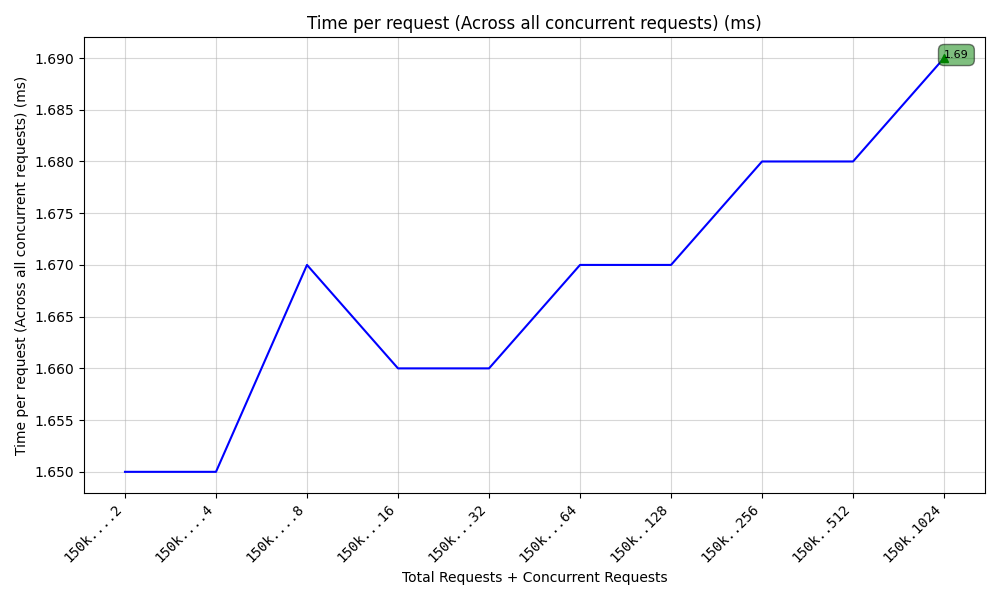 Time per request (Across all concurrent requests) (ms)
1.69
1.690
1.685
1.680
1.675
1.670
1.665
1.660
1.655
1.650
Time per request (Across all concurrent requests) (ms)
150k....2
150k....4
150k....8
150k...16
150k...32
150k...64
150k..128
150k..256
150k..512
150k.1024
Total Requests + Concurrent Requests